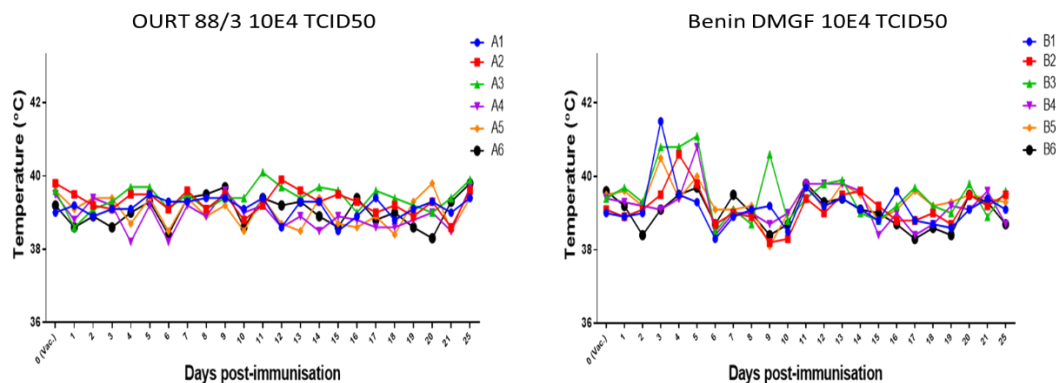 OURT 88/3 10E4 TCID50
A1
A2
A3
A4
A5
A6
Temperature (°C)
42
40
38
36
0 (Vac.) 1 2 3 4 5 6 7 8 9 10 11 12 13 14 15 16 17 18 19 20 21 25
Days post-immunisation
Benin DMGF 10E4 TCID50
B1
B2
B3
B4
B5
B6
Temperature (°C)
42
40
38
36
0 (Vac.) 1 2 3 4 5 6 7 8 9 10 11 12 13 14 15 16 17 18 19 20 21 25
Days post-immunisation